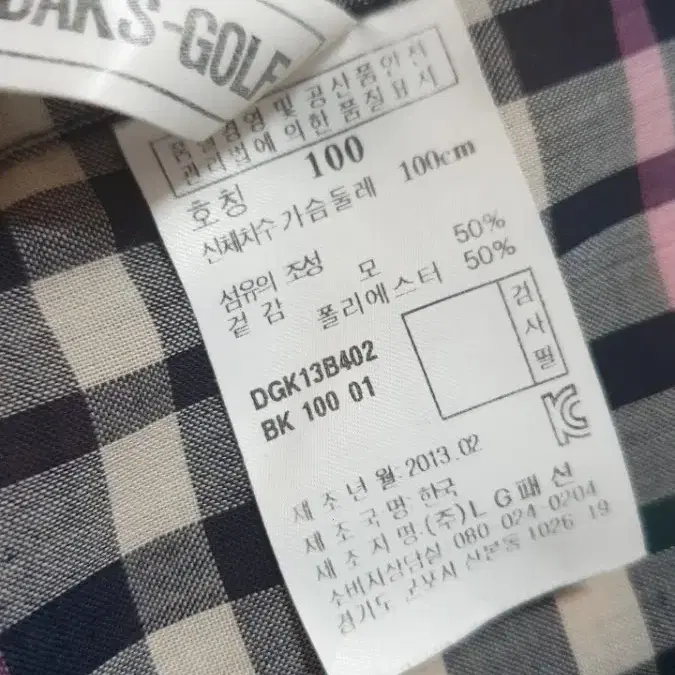 DAKS-GOLF
품질경영 및 공산품안전
관리법에 의한 품질표시
호칭 100
신체치수 가슴둘레 100cm
섬유의 조성 모 50%
겉감 폴리에스터 50%
DGK13B402
BK 100 01
검사필
제조년월: 2013.02
제조국명: 한국
제조자명: (주)LG패션
소비자상담실 080 024 0204
경기도 군포시 산본동 1026 19